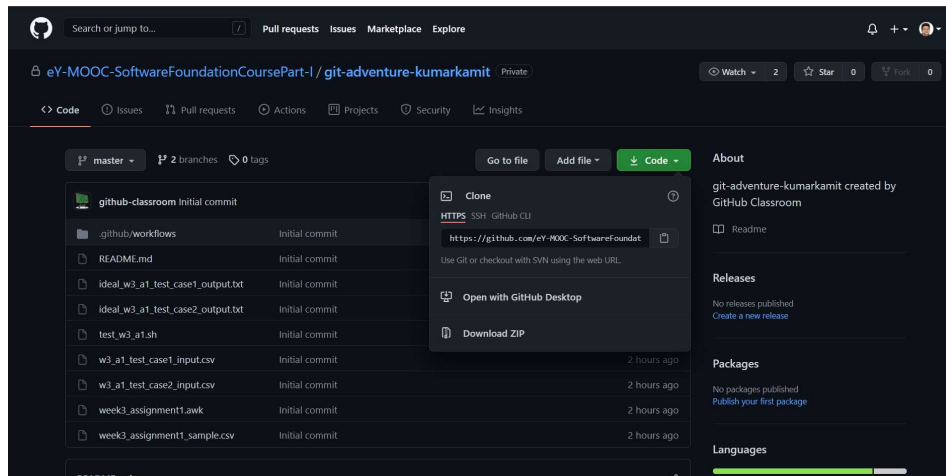 Search or jump to... /
Pull requests Issues Marketplace Explore
eY-MOOC-SoftwareFoundationCoursePart-I / git-adventure-kumarkamit Private
Watch 2 Star 0 Fork 0
Code Issues Pull requests Actions Projects Security Insights
master 2 branches 0 tags
Go to file Add file Code
github-classroom Initial commit
.github/workflows Initial commit
README.md Initial commit
ideal_w3_a1_test_case1_output.txt Initial commit
ideal_w3_a1_test_case2_output.txt Initial commit
test_w3_a1.sh Initial commit
w3_a1_test_case1_input.csv Initial commit 2 hours ago
w3_a1_test_case2_input.csv Initial commit 2 hours ago
week3_assignment1.awk Initial commit 2 hours ago
week3_assignment1_sample.csv Initial commit 2 hours ago
Clone
HTTPS SSH GitHub CLI
https://github.com/eY-MOOC-SoftwareFoundat
Use Git or checkout with SVN using the web URL.
Open with GitHub Desktop
Download ZIP
About
git-adventure-kumarkamit created by
GitHub Classroom
Readme
Releases
No releases published
Create a new release
Packages
No packages published
Publish your first package
Languages